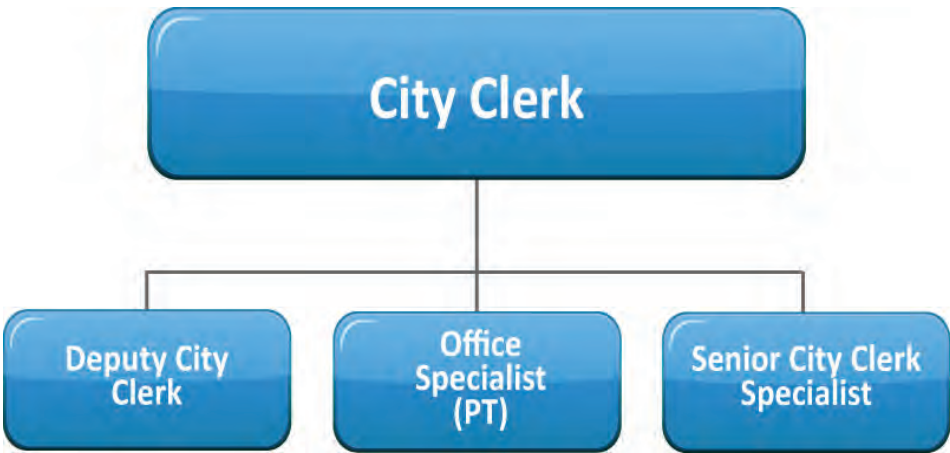 City Clerk
Deputy City
Clerk
Office
Specialist
(PT)
Senior City Clerk
Specialist